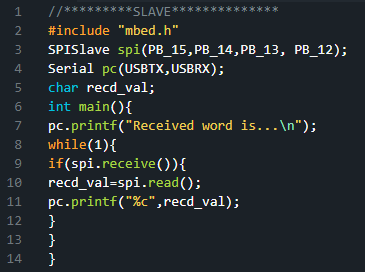 1 //*********SLAVE**************
2 #include "mbed.h"
3 SPISlave spi(PB_15,PB_14,PB_13, PB_12);
4 Serial pc(USBTX,USBRX);
5 char recd_val;
6 int main(){
7 pc.printf("Received word is...\n");
8 while(1){
9 if(spi.receive()){
10 recd_val=spi.read();
11 pc.printf("%c",recd_val);
12 }
13 }
14 }